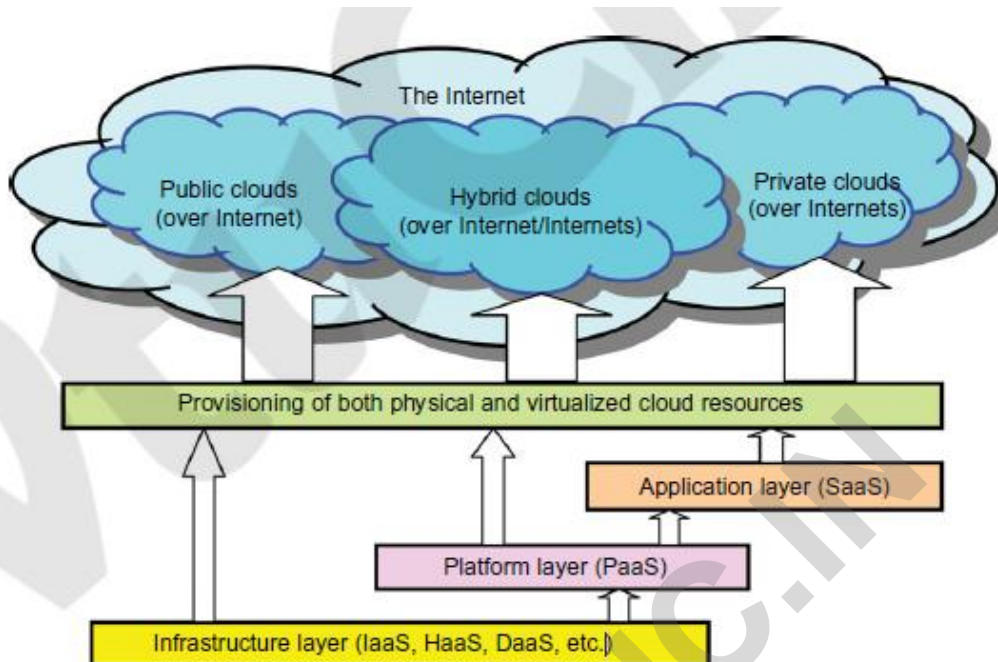 The Internet
Public clouds
(over Internet)
Hybrid clouds
(over Internet/Internets)
Private clouds
(over Internets)
Provisioning of both physical and virtualized cloud resources
Application layer (SaaS)
Platform layer (PaaS)
Infrastructure layer (IaaS, HaaS, DaaS, etc.)